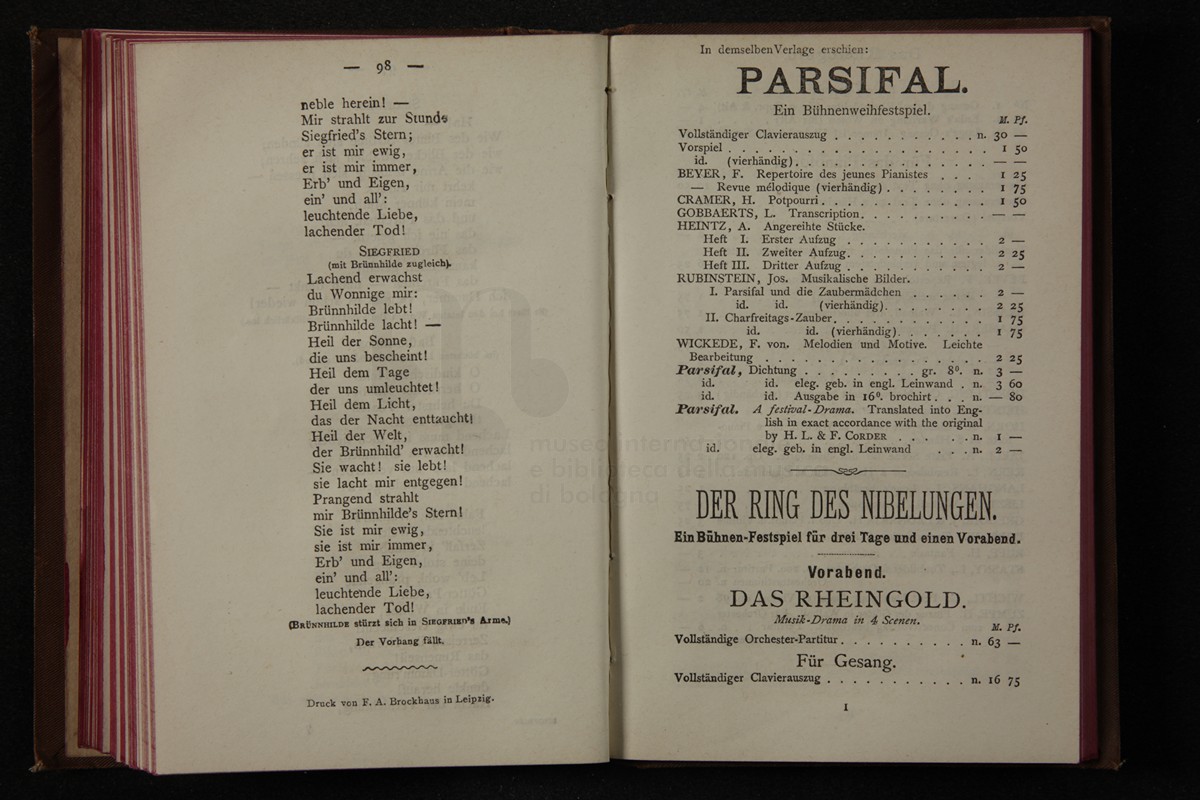 — 98 —
neble herein! —
Mir strahlt zur Stunde
Siegfried's Stern;
er ist mir ewig,
er ist mir immer,
Erb' und Eigen,
ein' und all':
leuchtende Liebe,
lachender Tod!
SIEGFRIED
(mit Brünnhilde zugleich).
Lachend erwachst
du Wonnige mir:
Brünnhilde lebt!
Brünnhilde lacht! —
Heil der Sonne,
die uns bescheint!
Heil dem Tage
der uns umleuchtet!
Heil dem Licht,
das der Nacht enttaucht!
Heil der Welt,
der Brünnhild' erwacht!
Sie wacht! sie lebt!
sie lacht mir entgegen!
Prangend strahlt
mir Brünnhilde's Stern!
Sie ist mir ewig,
sie ist mir immer,
Erb' und Eigen,
ein' und all':
leuchtende Liebe,
lachender Tod!
(BRÜNNHILDE stürzt sich in SIEGFRIED's Arme.)
Der Vorhang fällt.
Druck von F. A. Brockhaus in Leipzig.
In demselben Verlage erschien:
PARSIFAL.
Ein Bühnenweihfestspiel.
M. Pf.
Vollständiger Clavierauszug . . . . . . . . . . . n. 30 —
Vorspiel . . . . . . . . . . . . . . . . . . . . 1 50
id. (vierhändig) . . . . . . . . . . . . . . . — —
BEYER, F. Repertoire des jeunes Pianistes . . . 1 25
— Revue mélodique (vierhändig) . . . . . . . . 1 75
CRAMER, H. Potpourri . . . . . . . . . . . . . 1 50
GOBBAERTS, L. Transcription . . . . . . . . . . — —
HEINTZ, A. Angereihte Stücke.
Heft I. Erster Aufzug . . . . . . . . . . . 2 —
Heft II. Zweiter Aufzug . . . . . . . . . . . 2 25
Heft III. Dritter Aufzug . . . . . . . . . . . 2 —
RUBINSTEIN, Jos. Musikalische Bilder.
I. Parsifal und die Zaubermädchen . . . . . . 2 —
id. id. (vierhändig) . . . . . . . . 2 25
II. Charfreitags-Zauber . . . . . . . . . . . . 1 75
id. id. (vierhändig) . . . . . . . 1 75
WICKEDE, F. von. Melodien und Motive. Leichte
Bearbeitung . . . . . . . . . . . . . . . . . 2 25
Parsifal, Dichtung . . . . . . . . . gr. 8⁰. n. 3 —
id. id. eleg. geb. in engl. Leinwand . n. 3 60
id. id. Ausgabe in 16⁰. brochirt . . . n. — 80
Parsifal. A festival-Drama. Translated into Eng-
lish in exact accordance with the original
by H. L. & F. CORDER . . . . . . n. 1 —
id. eleg. geb. in engl. Leinwand . . . n. 2 —
DER RING DES NIBELUNGEN.
Ein Bühnen-Festspiel für drei Tage und einen Vorabend.
Vorabend.
DAS RHEINGOLD.
Musik-Drama in 4 Scenen.
M. Pf.
Vollständige Orchester-Partitur . . . . . . . . . . n. 63 —
Für Gesang.
Vollständiger Clavierauszug . . . . . . . . . . . n. 16 75
1
museo internazionale
e biblioteca della musica
di bologna